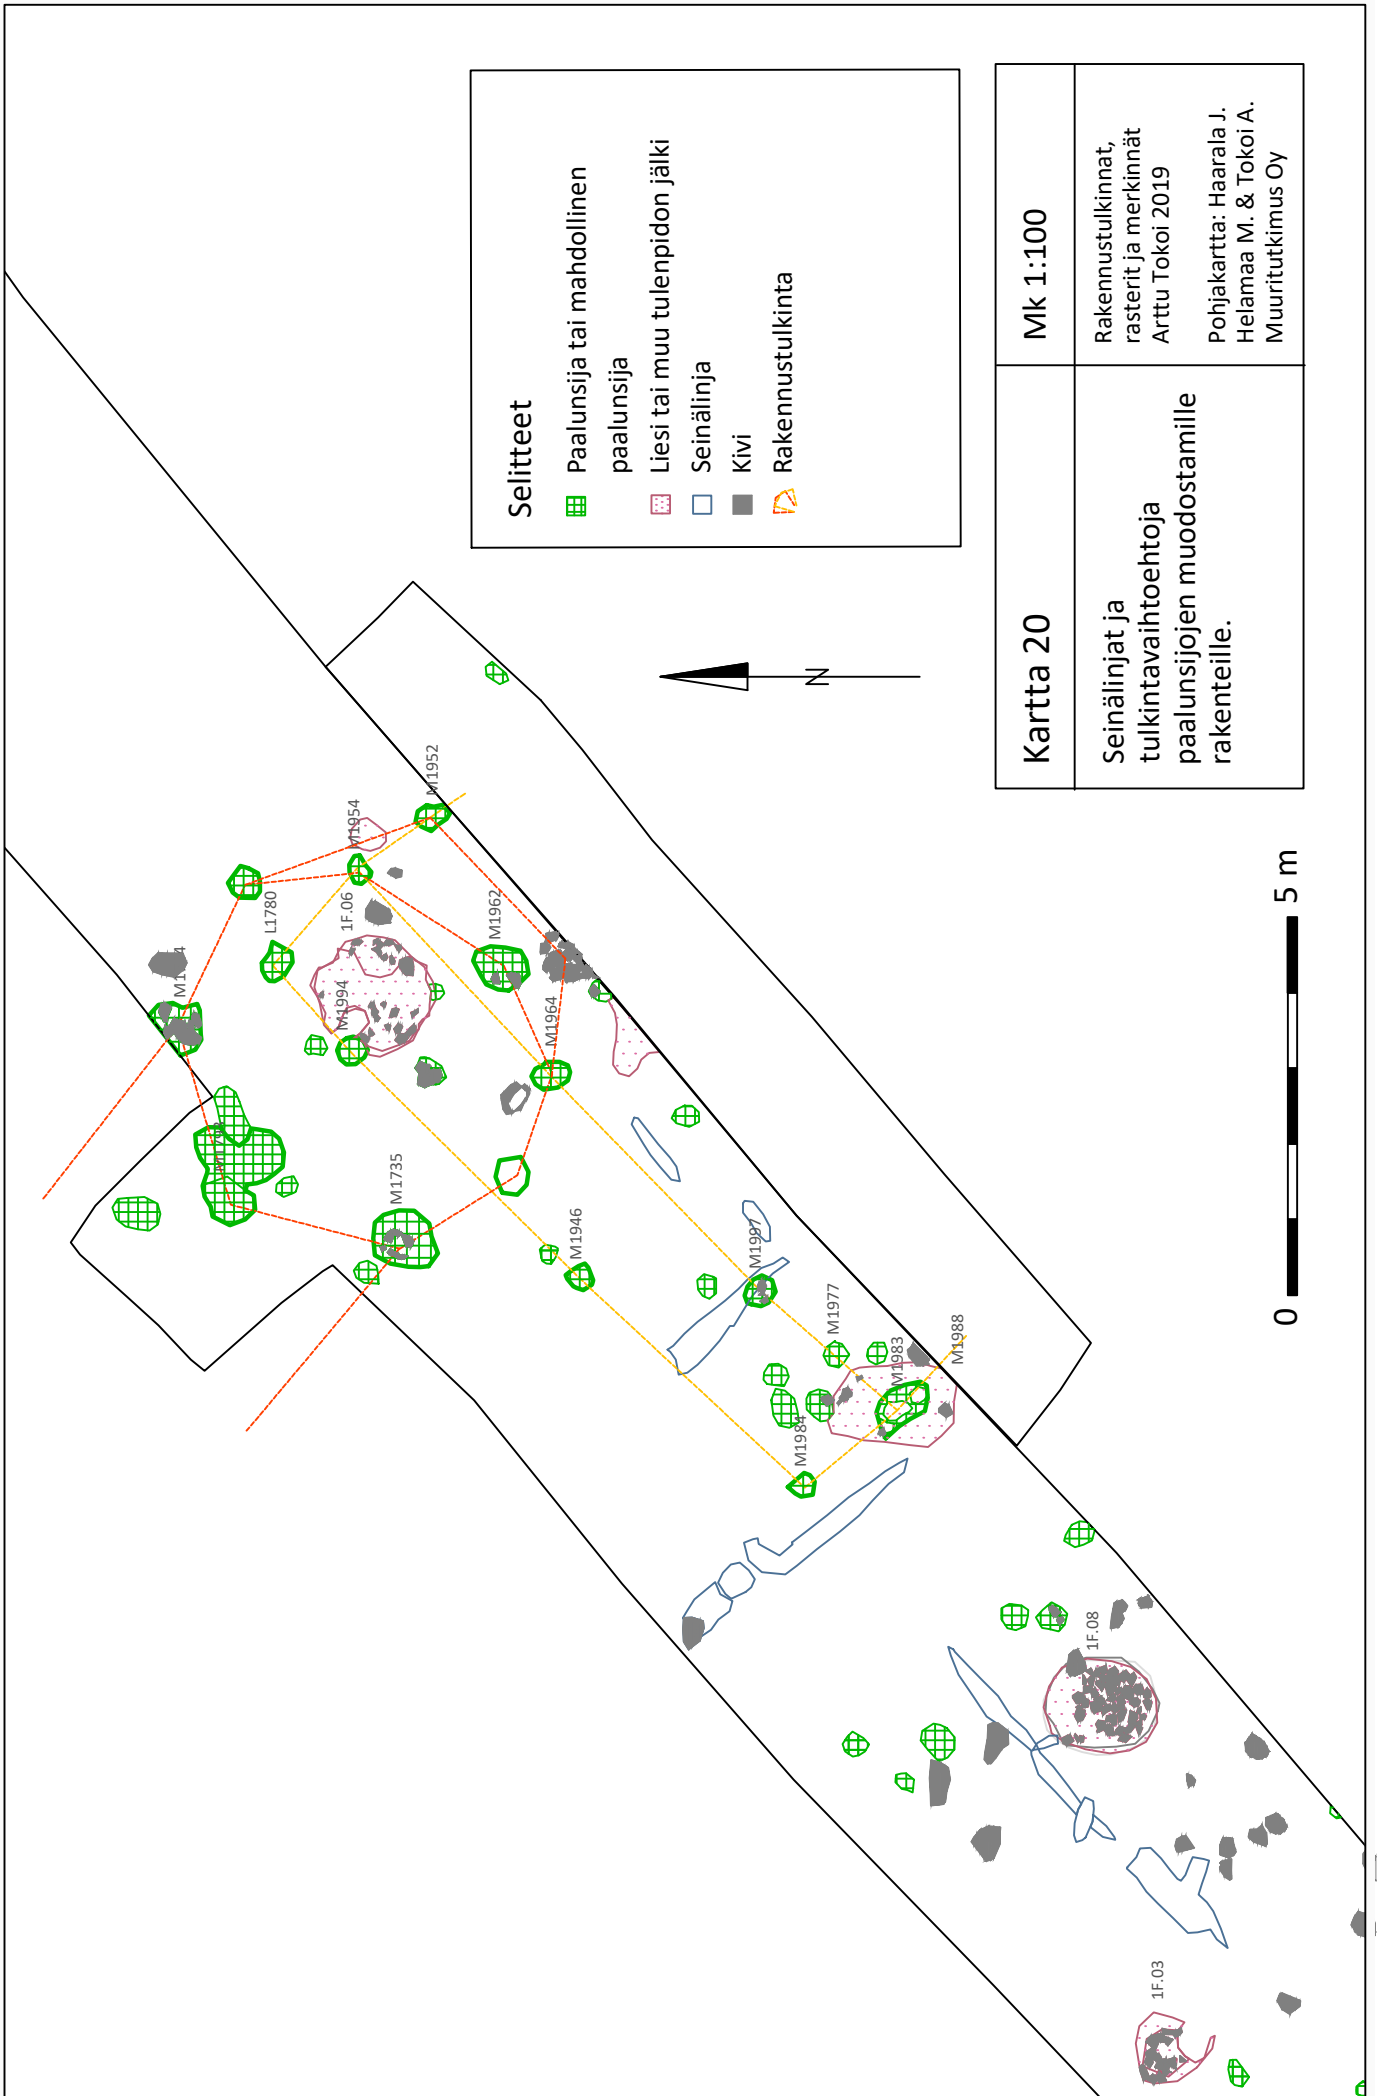 Selitteet
Paalunsija tai mahdollinen
paalunsija
Liesi tai muu tulenpidon jälki
Seinälinja
Kivi
Rakennustulkinta
Kartta 20
Mk 1:100
Seinälinjat ja
tulkintavaihtoehtoja
paalunsijojen muodostamille
rakenteille.
Rakennustulkinnat,
rasterit ja merkinnät
Arttu Tokoi 2019
Pohjakartta: Haarala J.
Helamaa M. & Tokoi A.
Muuritutkimus Oy
N
0
5 m
M1952
M1954
L1780
1F.06
M1994
M1962
M1964
M1735
M1946
M1997
M1977
M1983
M1988
M1984
1F.08
1F.03